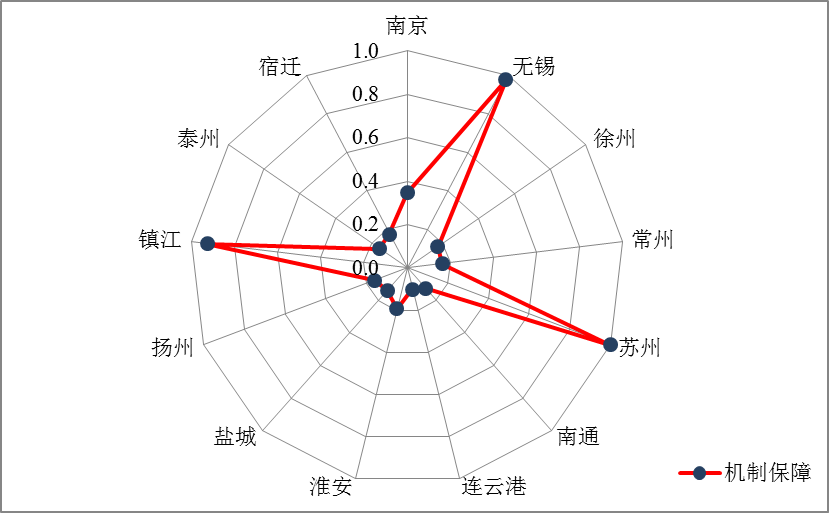 南京
1.0
无锡
宿迁
0.8
徐州
泰州
0.6
0.4
常州
镇江
0.2
0.0
苏州
扬州
南通
盐城
连云港
淮安
机制保障